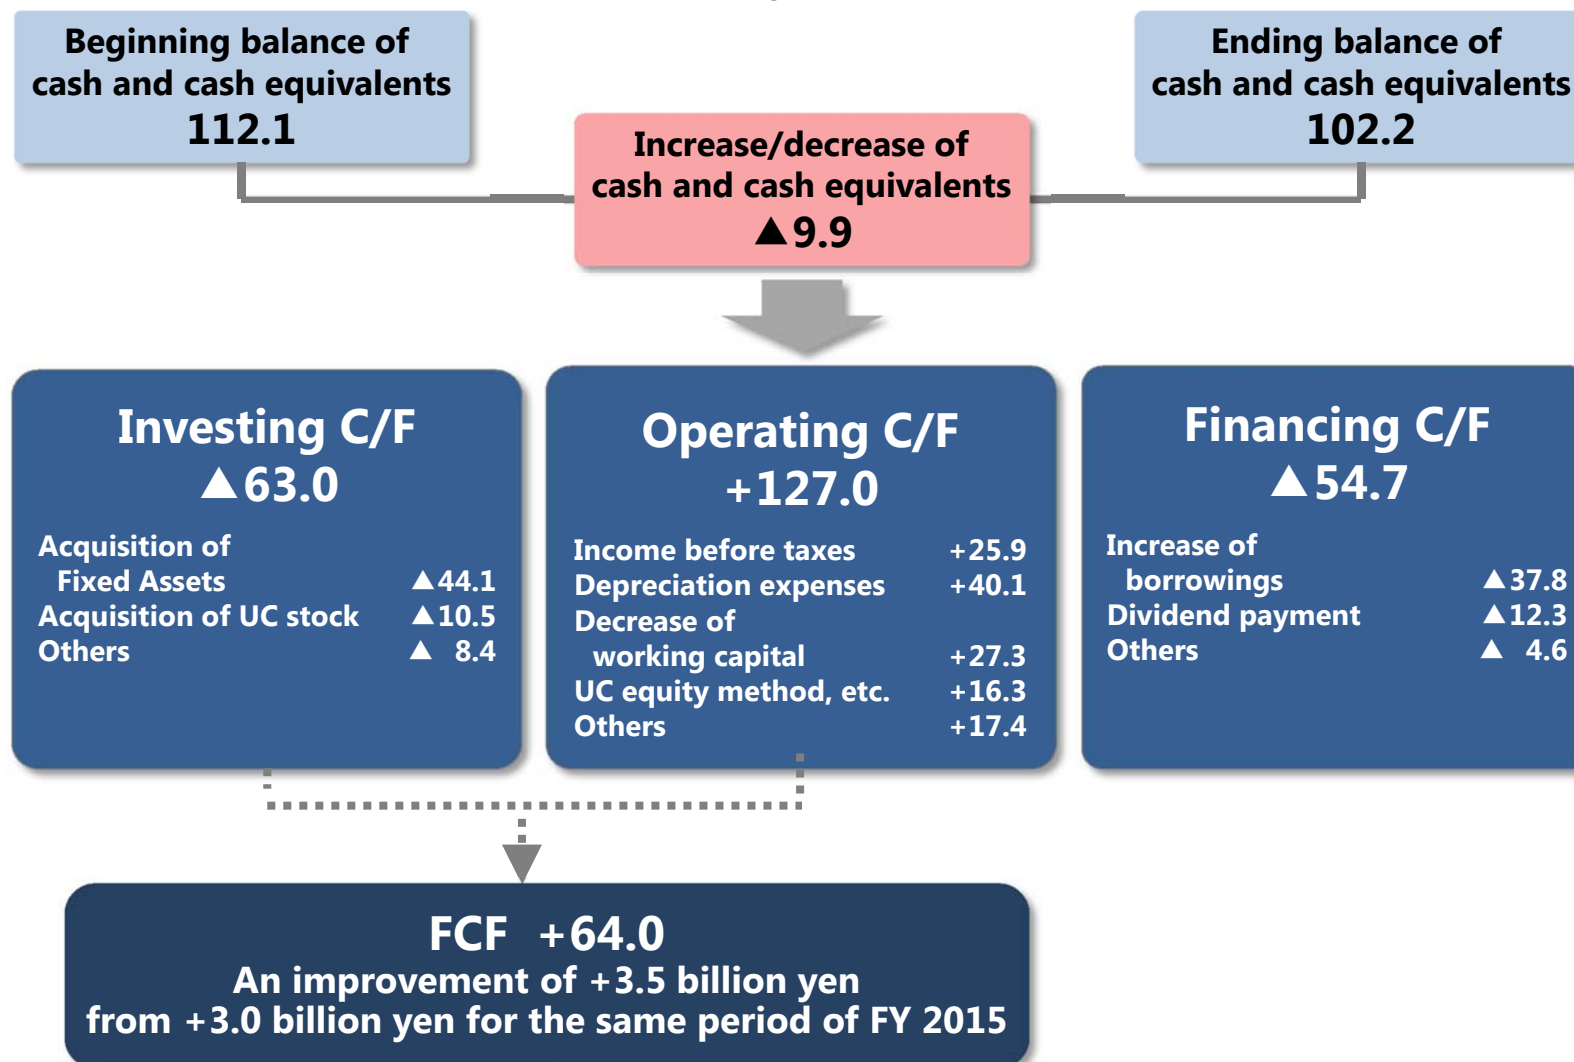 Beginning balance of
cash and cash equivalents
112.1
Ending balance of
cash and cash equivalents
102.2
Increase/decrease of
cash and cash equivalents
▲9.9
Investing C/F
▲63.0
Acquisition of
Fixed Assets ▲44.1
Acquisition of UC stock ▲10.5
Others ▲ 8.4
Operating C/F
+127.0
Income before taxes +25.9
Depreciation expenses +40.1
Decrease of
working capital +27.3
UC equity method, etc. +16.3
Others +17.4
Financing C/F
▲54.7
Increase of
borrowings ▲37.8
Dividend payment ▲12.3
Others ▲ 4.6
FCF +64.0
An improvement of +3.5 billion yen
from +3.0 billion yen for the same period of FY 2015